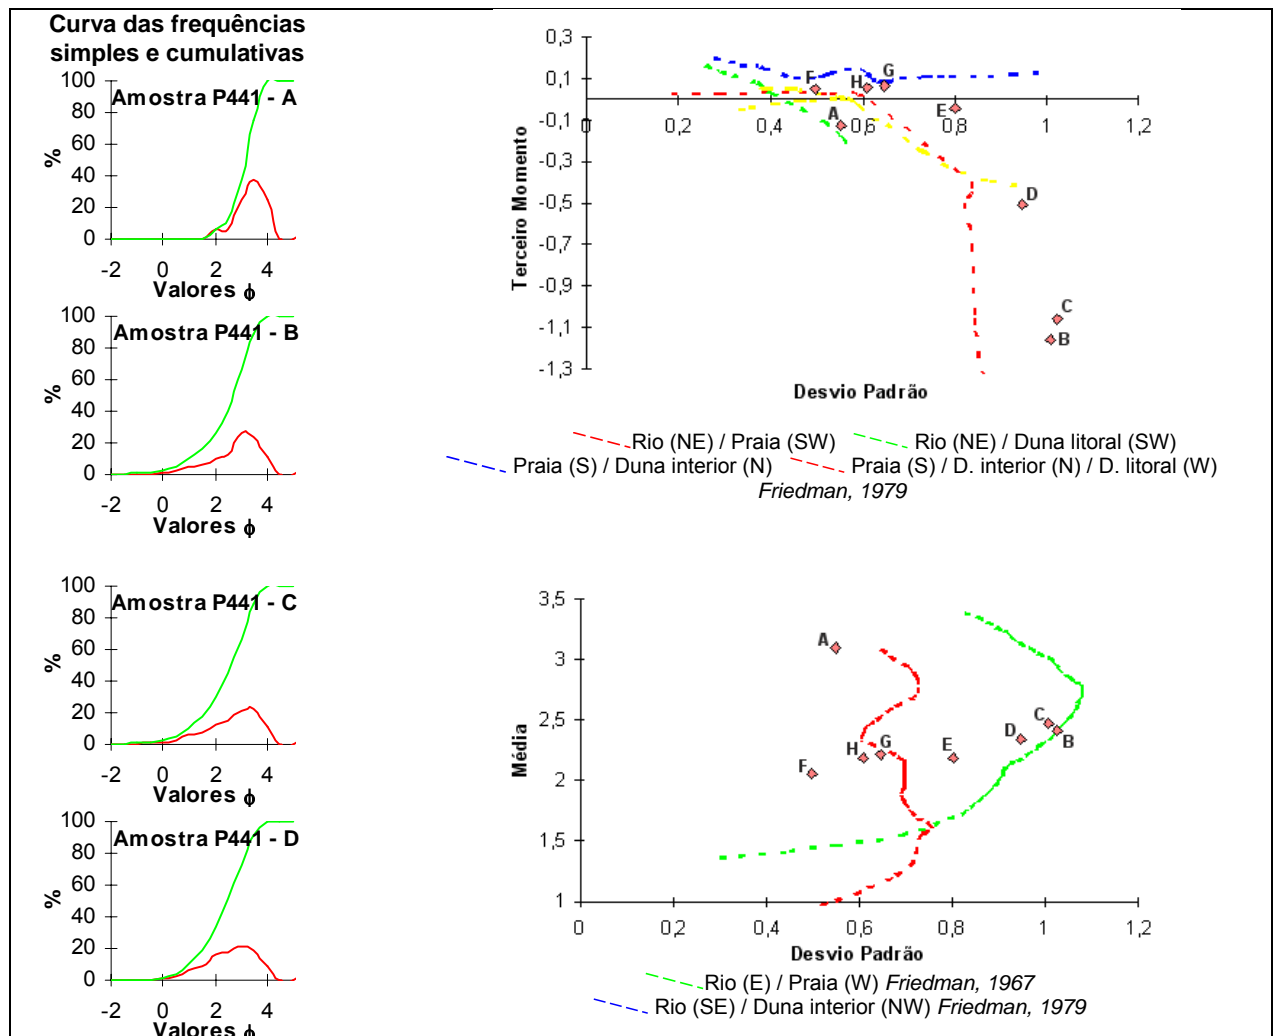 Curva das frequências
simples e cumulativas
100
80
60
40
20
0
%
Amostra P441 - A
-2 0 2 4
Valores ϕ
100
80
60
40
20
0
%
Amostra P441 - B
-2 0 2 4
Valores ϕ
100
80
60
40
20
0
%
Amostra P441 - C
-2 0 2 4
Valores ϕ
100
80
60
40
20
0
%
Amostra P441 - D
-2 0 2 4
Valores ϕ
0,3
0,1
-0,1
-0,3
-0,5
-0,7
-0,9
-1,1
-1,3
Terceiro Momento
F
H
G
A
E
D
C
B
0 0,2 0,4 0,6 0,8 1 1,2
Desvio Padrão
Rio (NE) / Praia (SW)
Rio (NE) / Duna litoral (SW)
Praia (S) / Duna interior (N)
Praia (S) / D. interior (N) / D. litoral (W)
Friedman, 1979
3,5
3
2,5
2
1,5
1
Média
A
C
B
D
E
G
H
F
0 0,2 0,4 0,6 0,8 1 1,2
Desvio Padrão
Rio (E) / Praia (W) Friedman, 1967
Rio (SE) / Duna interior (NW) Friedman, 1979